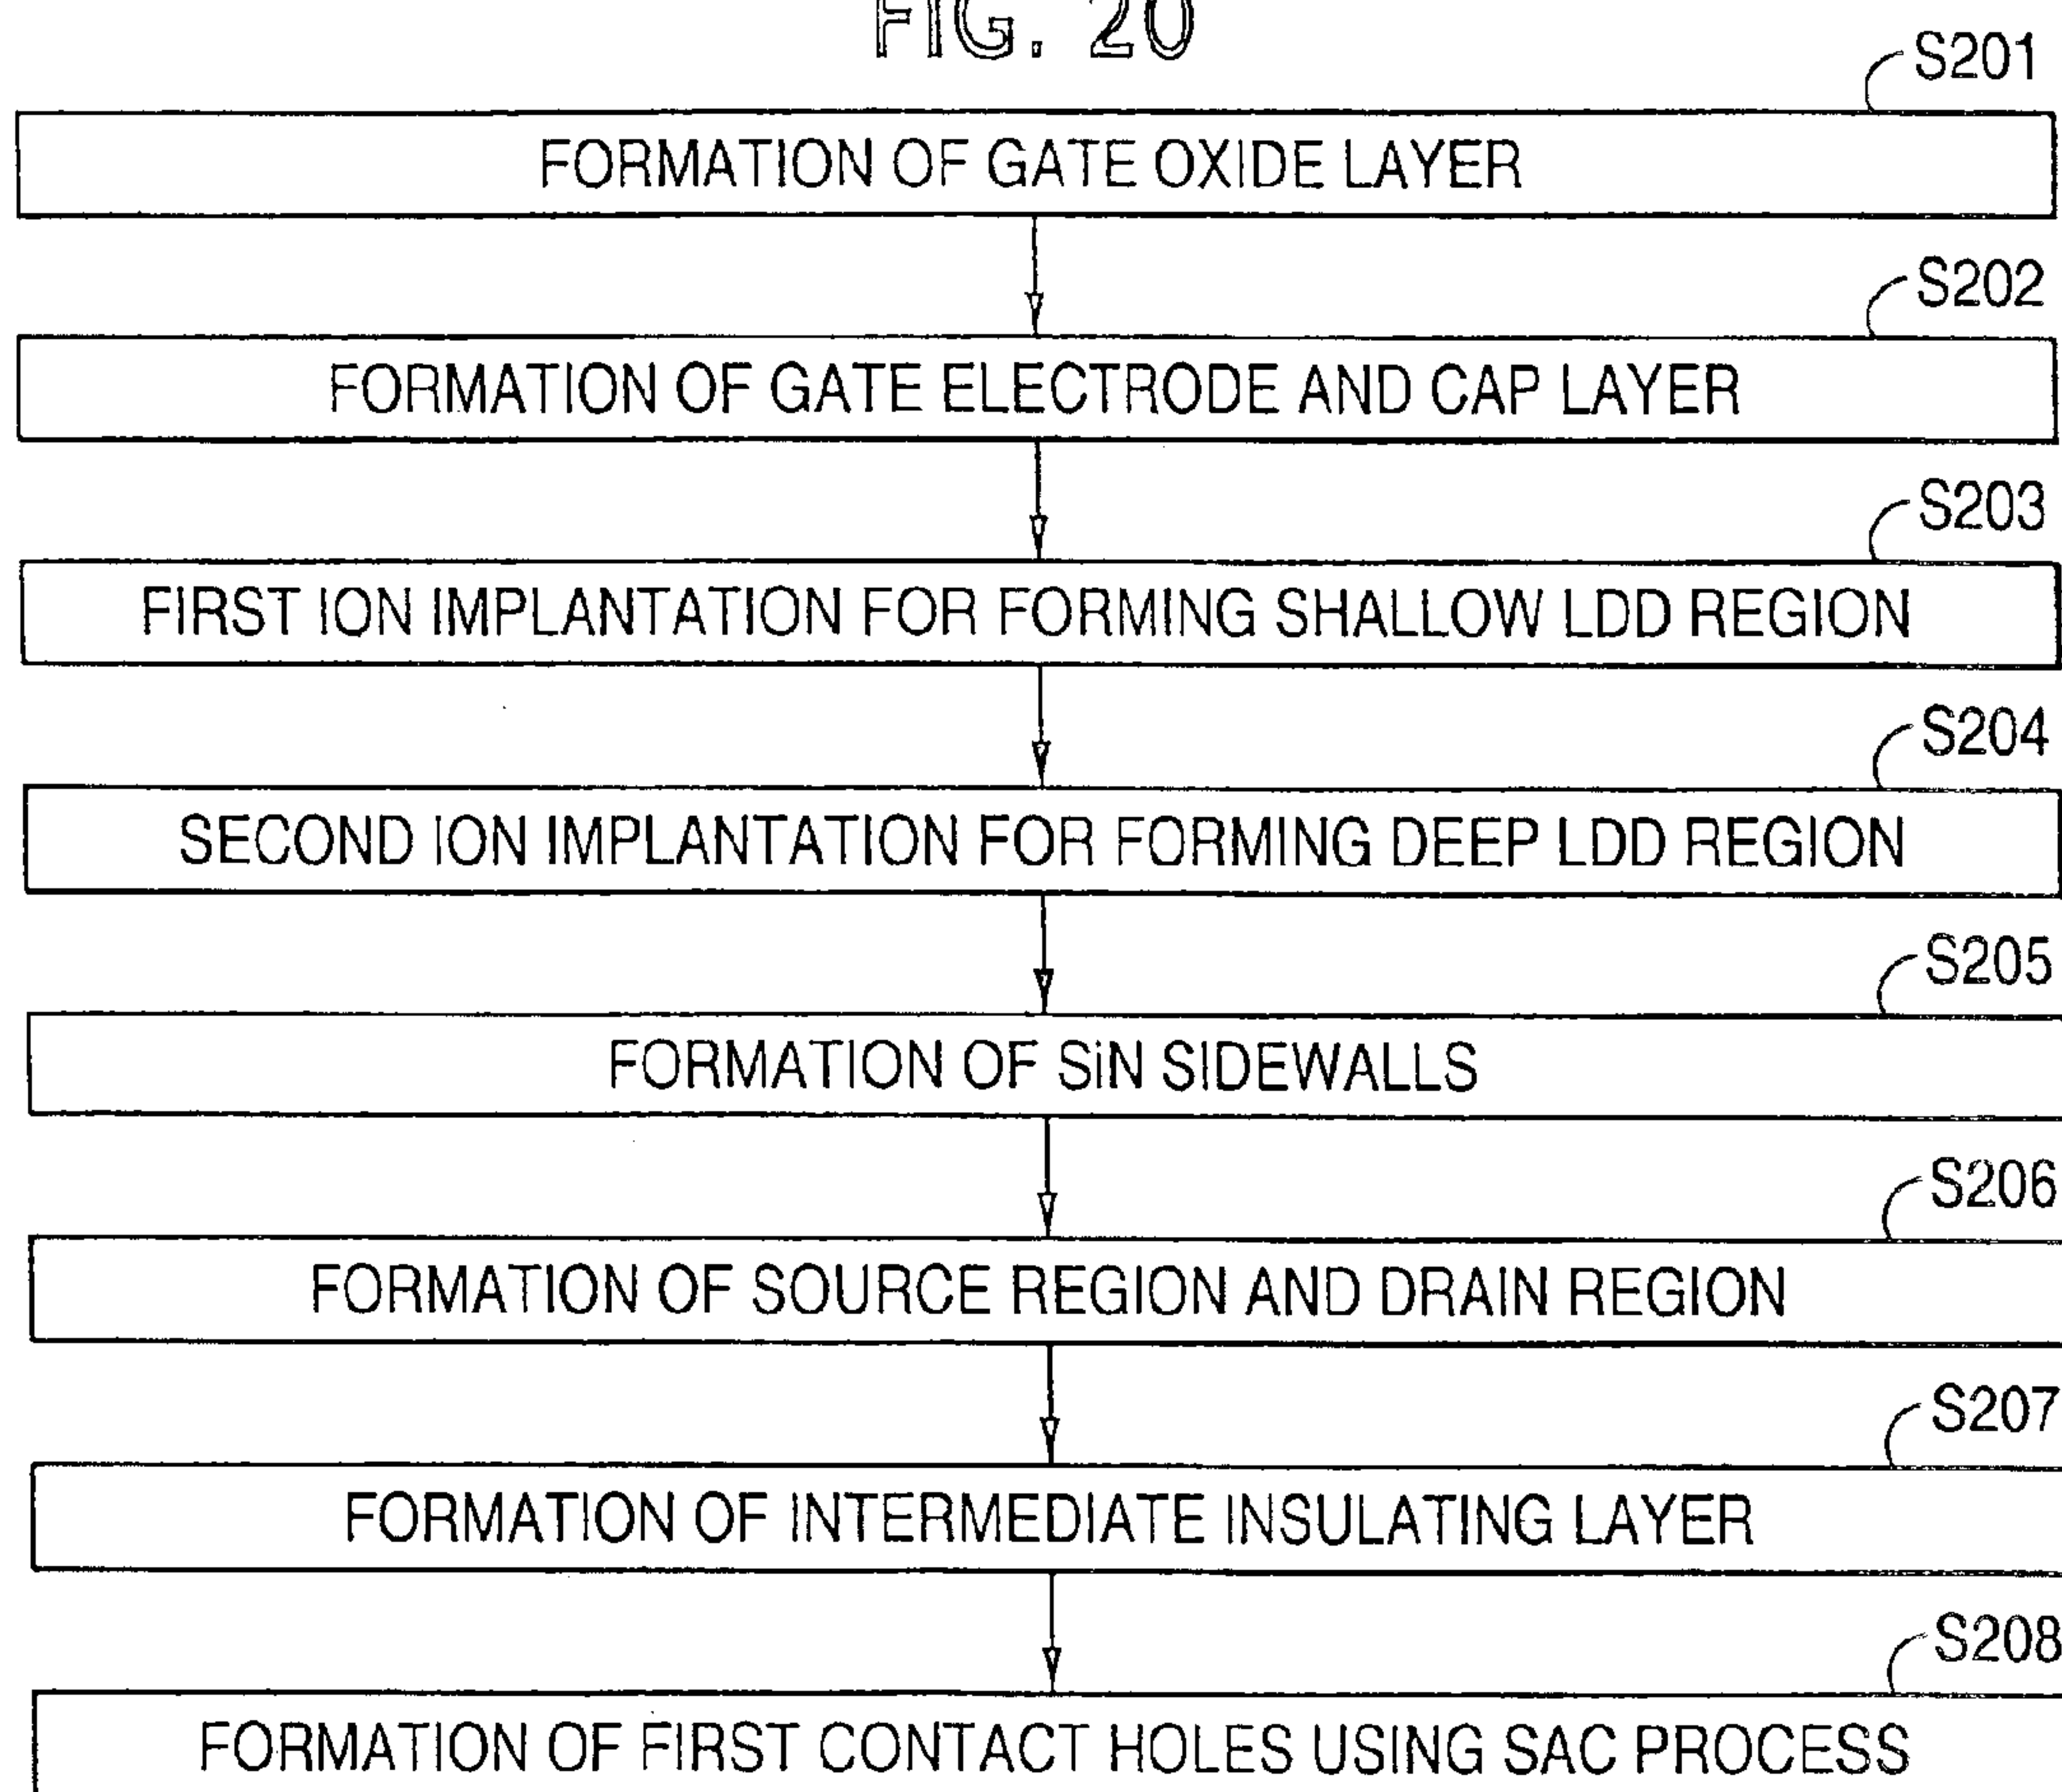 FIG. 20
S201
FORMATION OF GATE OXIDE LAYER
S202
FORMATION OF GATE ELECTRODE AND CAP LAYER
S203
FIRST ION IMPLANTATION FOR FORMING SHALLOW LDD REGION
S204
SECOND ION IMPLANTATION FOR FORMING DEEP LDD REGION
S205
FORMATION OF SiN SIDEWALLS
S206
FORMATION OF SOURCE REGION AND DRAIN REGION
S207
FORMATION OF INTERMEDIATE INSULATING LAYER
S208
FORMATION OF FIRST CONTACT HOLES USING SAC PROCESS